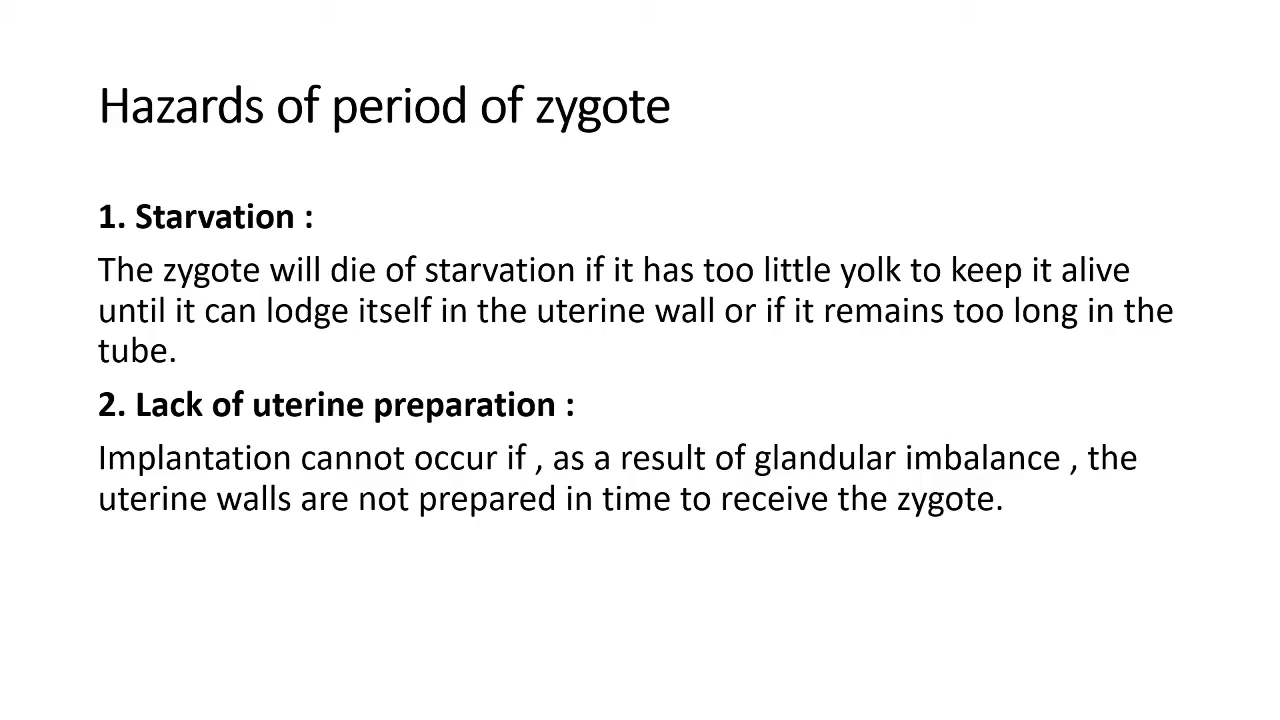 Hazards of period of zygote
1. Starvation :
The zygote will die of starvation if it has too little yolk to keep it alive
until it can lodge itself in the uterine wall or if it remains too long in the
tube.
2. Lack of uterine preparation :
Implantation cannot occur if , as a result of glandular imbalance , the
uterine walls are not prepared in time to receive the zygote.